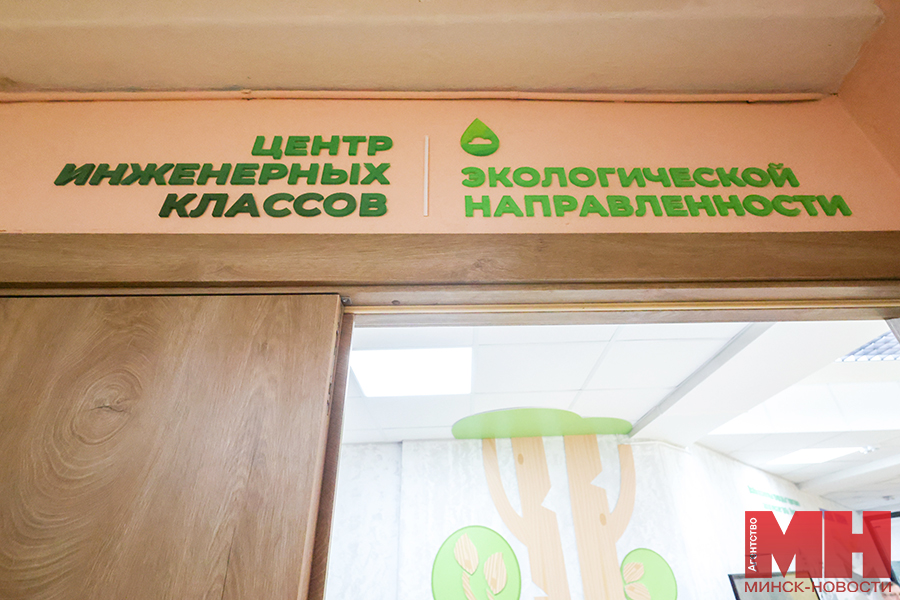 ЦЕНТР
ИНЖЕНЕРНЫХ
КЛАССОВ
ЭКОЛОГИЧЕСКОЙ
НАПРАВЛЕННОСТИ
Агентство
МН
МИНСК-НОВОСТИ